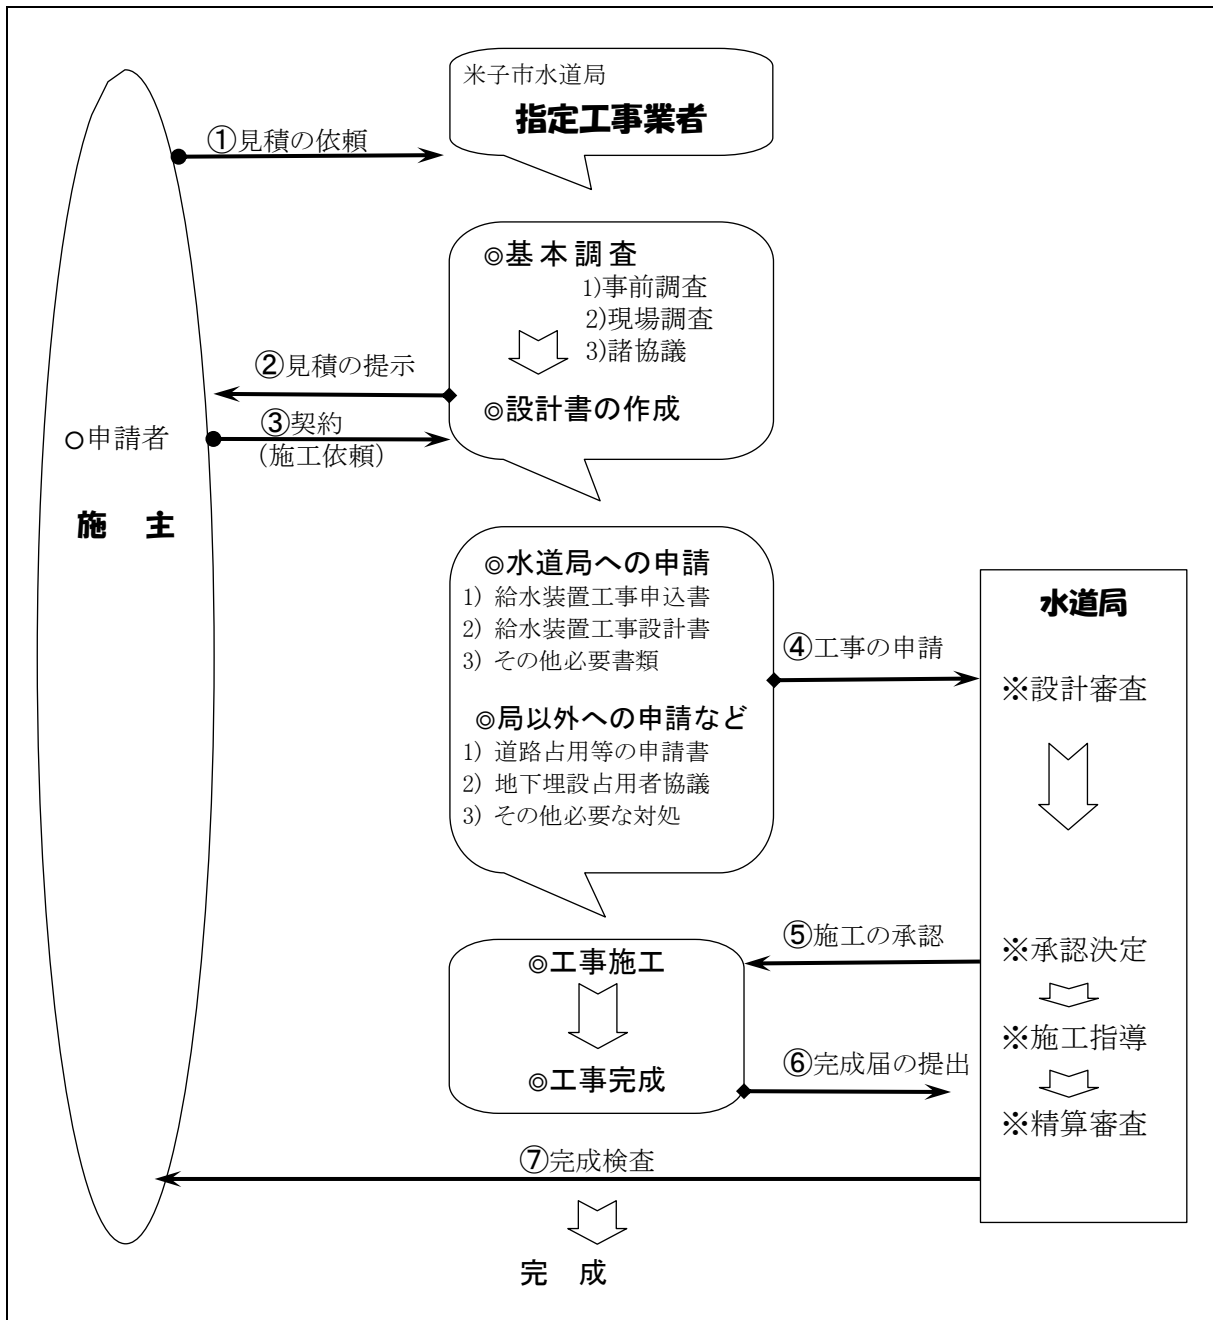 米子市水道局
指定工事業者
①見積の依頼
◎基本調査
1)事前調査
2)現場調査
3)諸協議
②見積の提示
◎設計書の作成
③契約
(施工依頼)
○申請者
施 主
◎水道局への申請
1) 給水装置工事申込書
2) 給水装置工事設計書
3) その他必要書類
◎局以外への申請など
1) 道路占用等の申請書
2) 地下埋設占用者協議
3) その他必要な対処
④工事の申請
水道局
※設計審査
⑤施工の承認
※承認決定
◎工事施工
※施工指導
◎工事完成
⑥完成届の提出
※精算審査
⑦完成検査
完 成